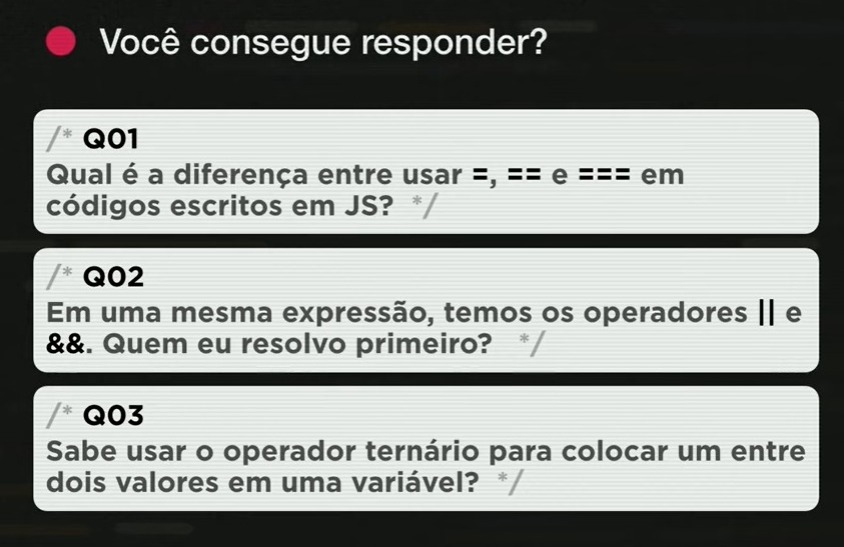 Você consegue responder?
/* Q01
Qual é a diferença entre usar =, == e === em
códigos escritos em JS? */
/* Q02
Em uma mesma expressão, temos os operadores || e
&&. Quem eu resolvo primeiro? */
/* Q03
Sabe usar o operador ternário para colocar um entre
dois valores em uma variável? */